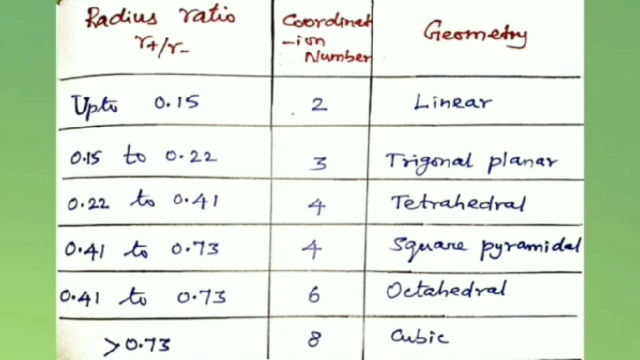 Radius ratio r+/r- Coordinat-ion Number Geometry
Upto 0.15 2 Linear
0.15 to 0.22 3 Trigonal planar
0.22 to 0.41 4 Tetrahedral
0.41 to 0.73 4 Square pyramidal
0.41 to 0.73 6 Octahedral
>0.73 8 Cubic